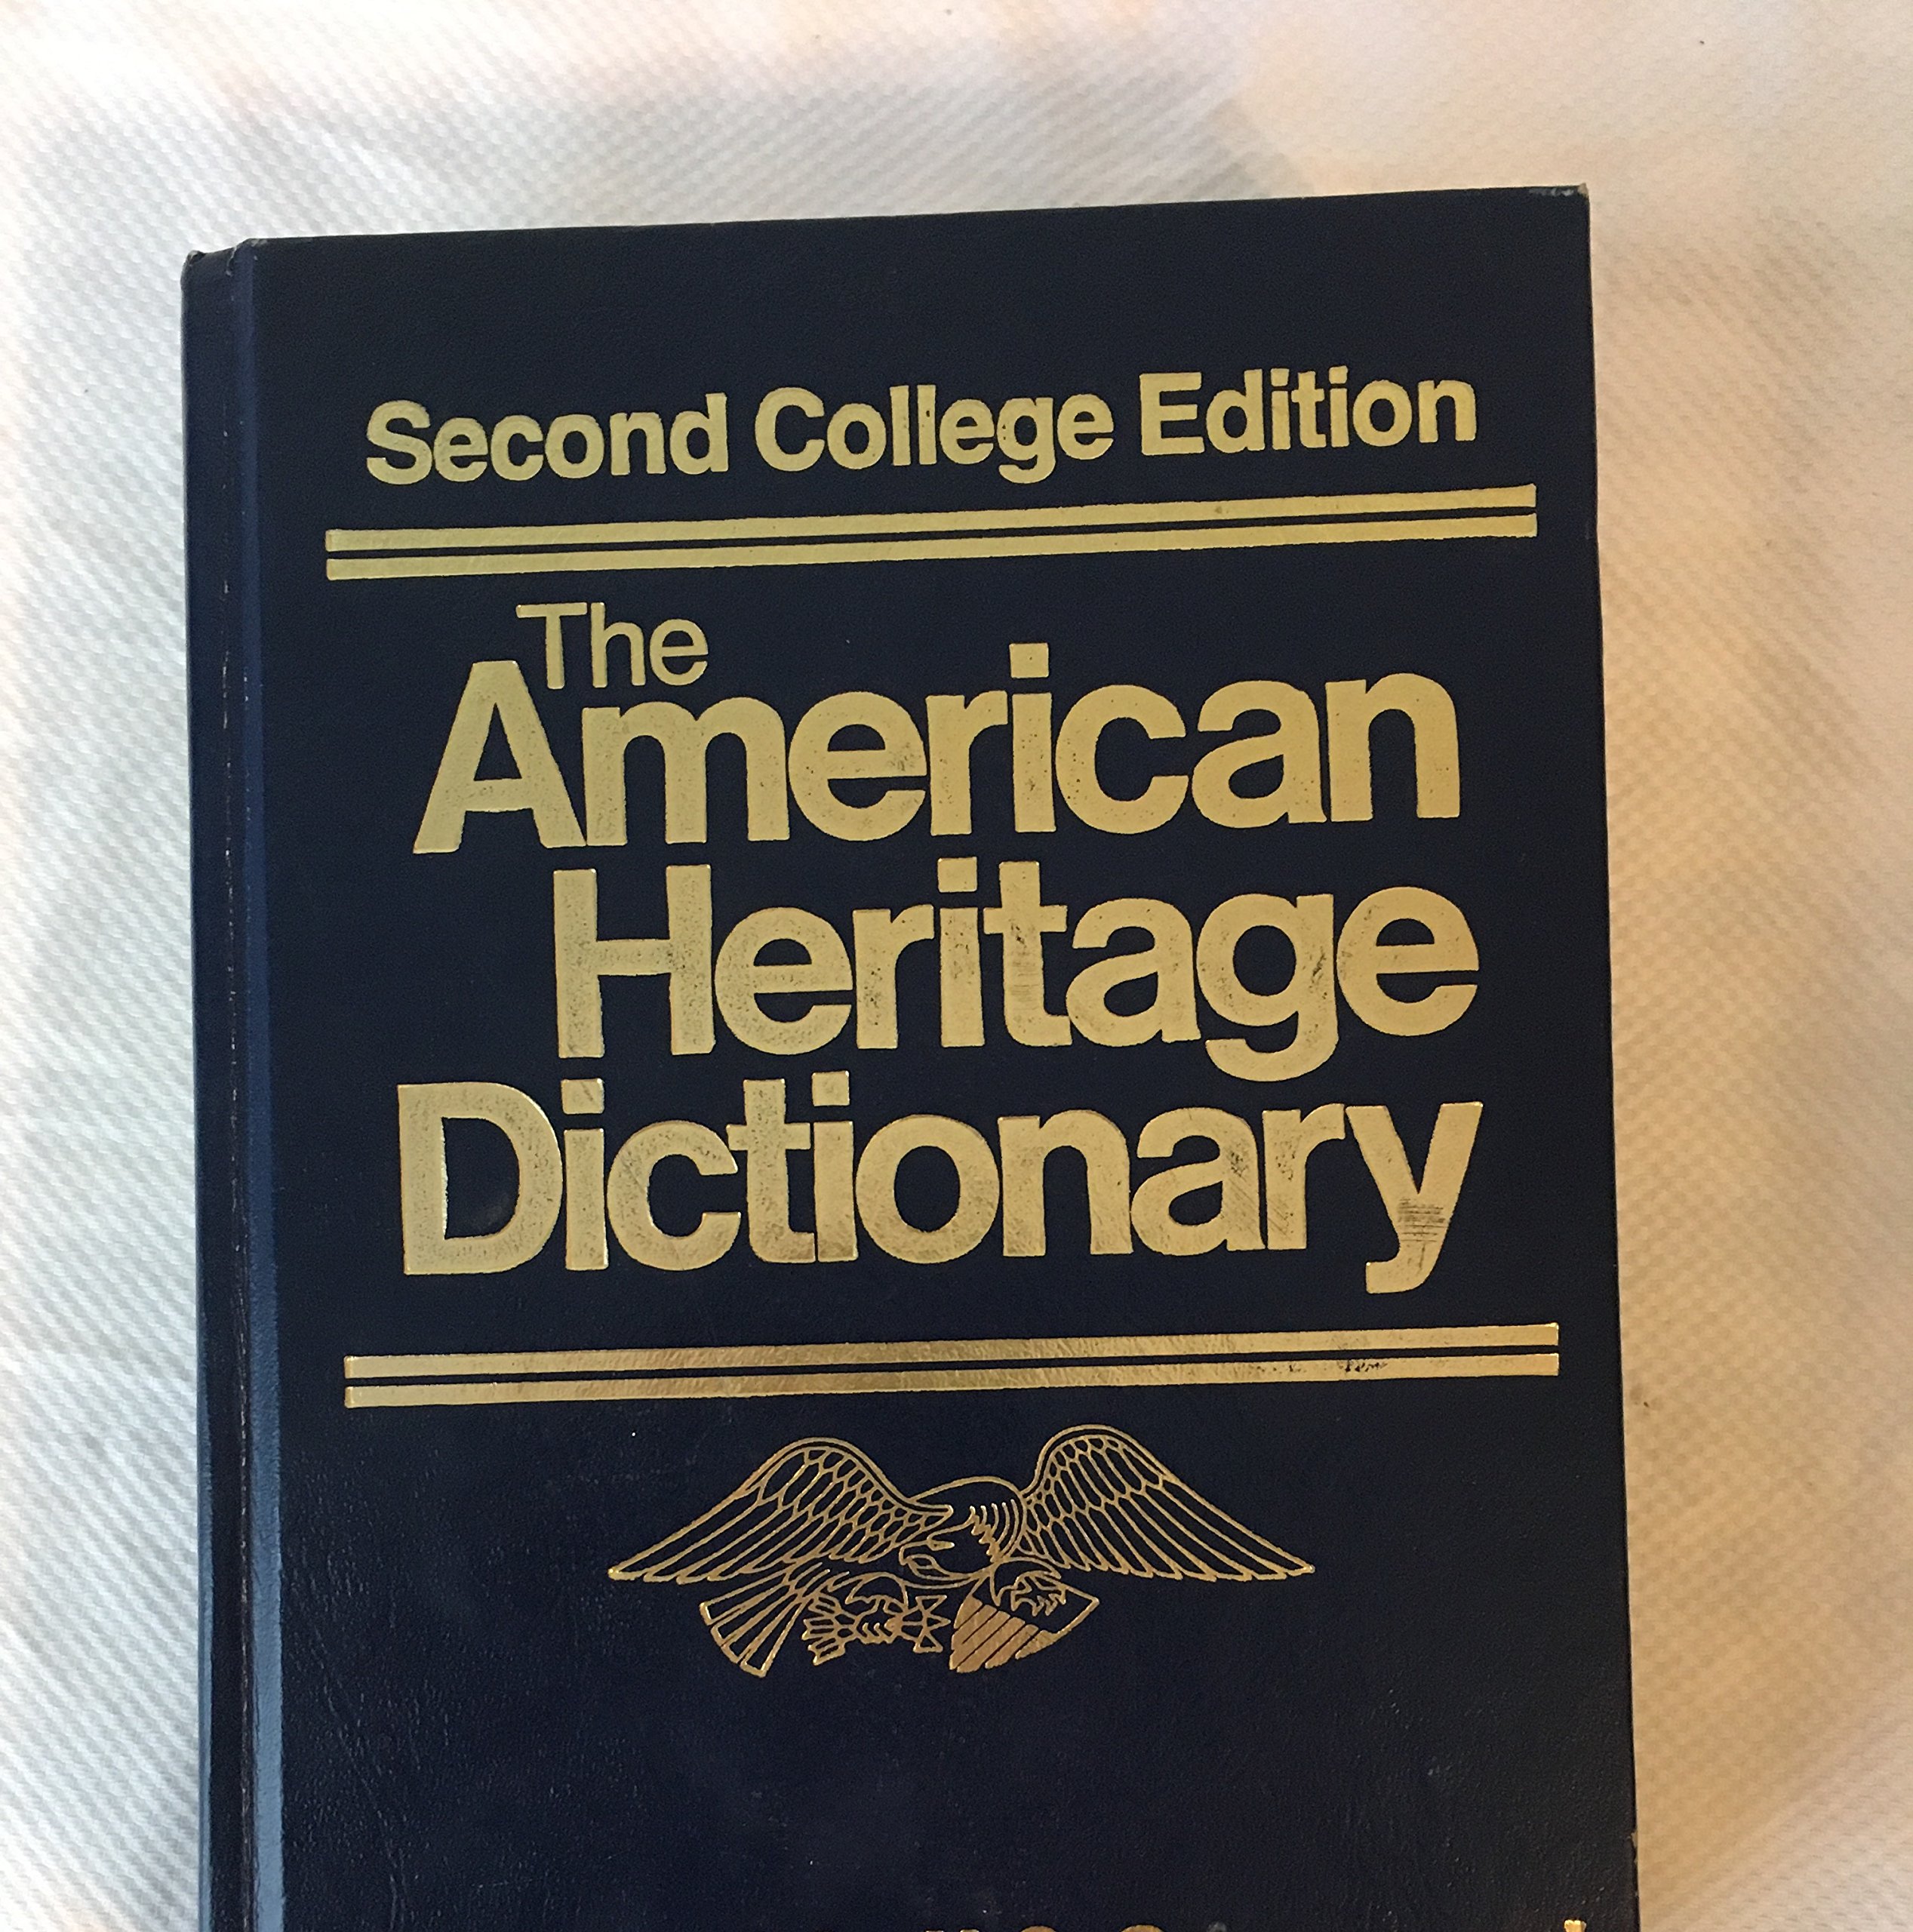 Second College Edition
The
American
Heritage
Dictionary